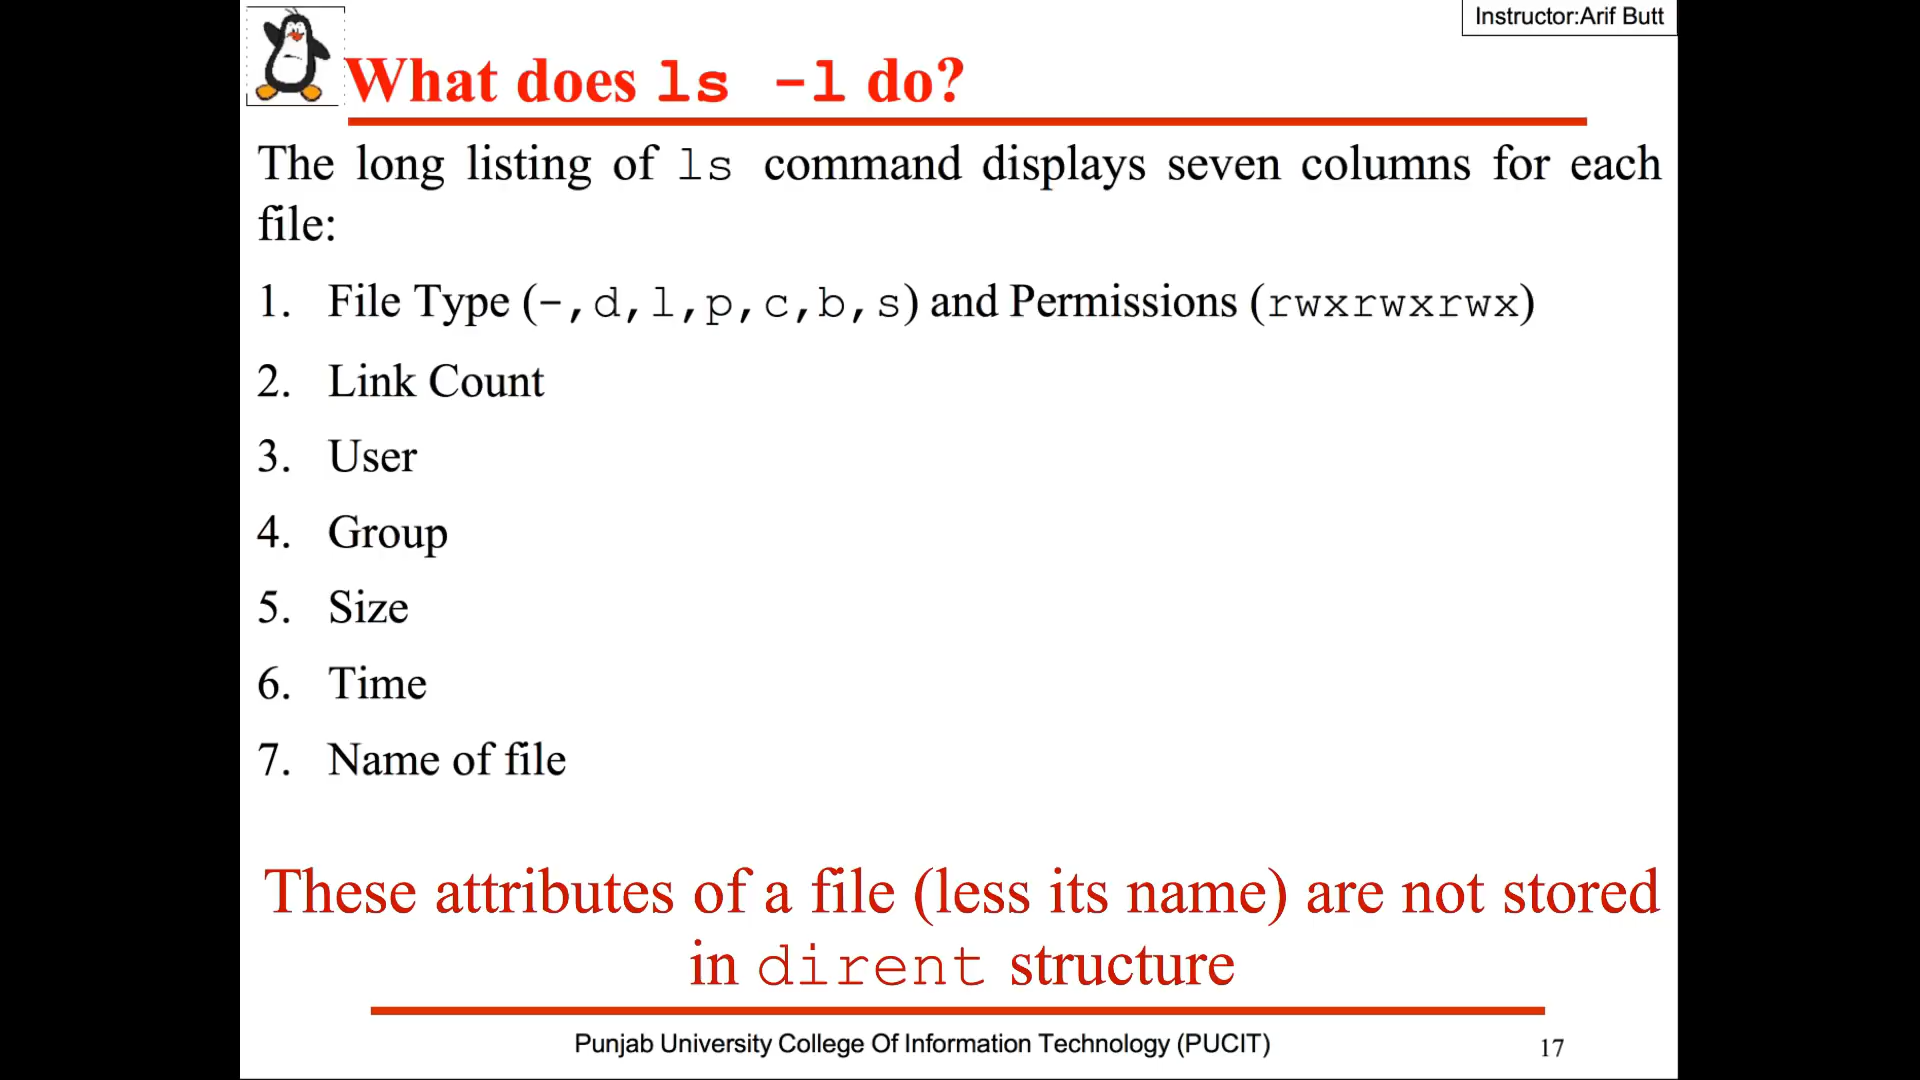 Instructor:Arif Butt
What does ls -l do?
The long listing of ls command displays seven columns for each
file:
1. File Type (-,d,l,p,c,b,s) and Permissions (rwxrwxrwx)
2. Link Count
3. User
4. Group
5. Size
6. Time
7. Name of file
These attributes of a file (less its name) are not stored
in dirent structure
Punjab University College Of Information Technology (PUCIT)
17